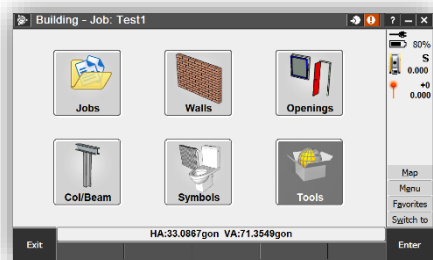 Building - Job: Test1
? – ×
80%
S
0.000
+0
0.000
Jobs
Walls
Openings
Col/Beam
Symbols
Tools
Map
Menu
Favorites
Switch to
HA:33.0867gon VA:71.3549gon
Exit
Enter